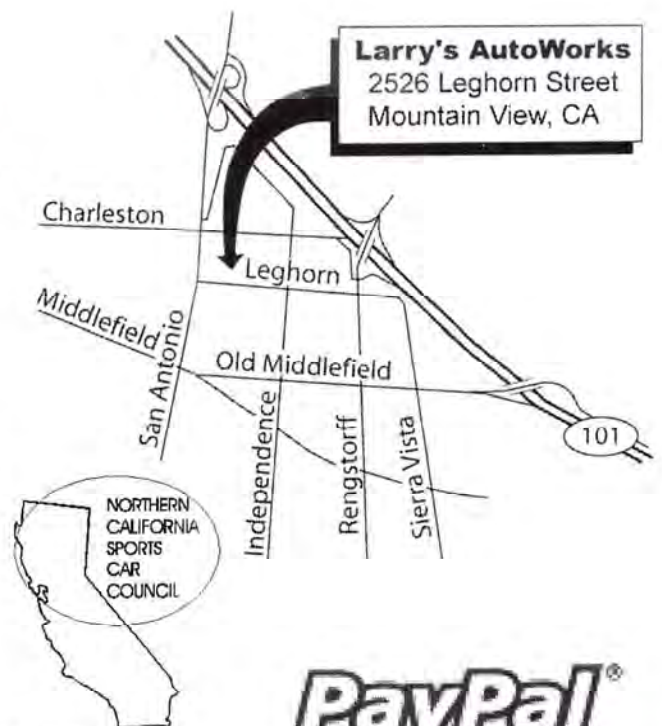 Larry's AutoWorks
2526 Leghorn Street
Mountain View, CA
Charleston
Leghorn
Middlefield
San Antonio
Old Middlefield
Independence
Rengstorff
Sierra Vista
101
NORTHERN
CALIFORNIA
SPORTS
CAR
COUNCIL
PayPal®